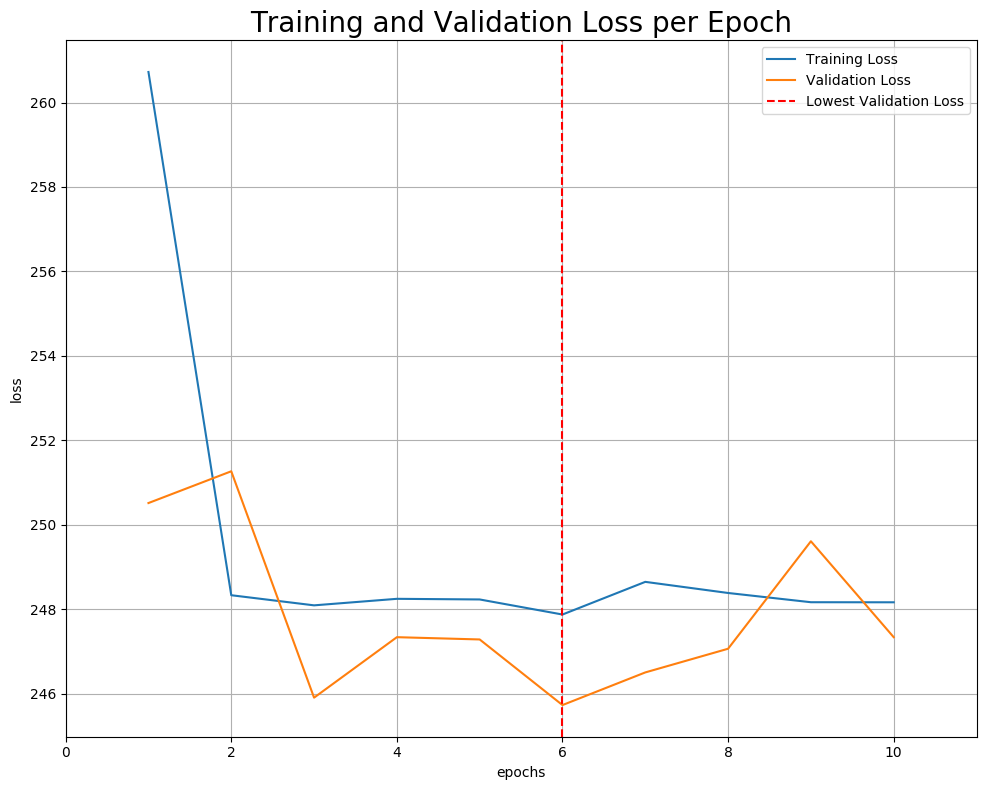 Training and Validation Loss per Epoch
Training Loss
Validation Loss
Lowest Validation Loss
260
258
256
254
252
250
248
246
loss
0 2 4 6 8 10
epochs